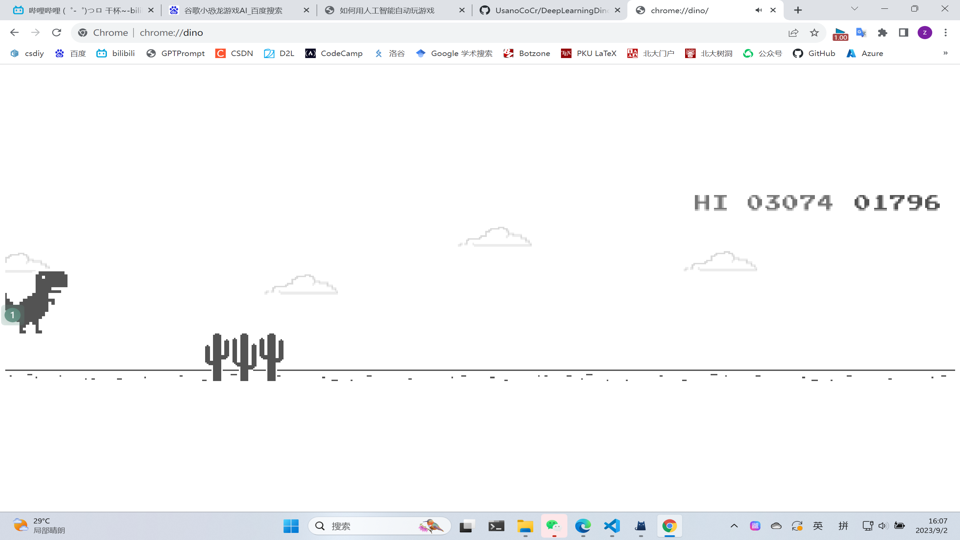 哔哩哔哩 (゜-゜)つロ 干杯~-bili
谷歌小恐龙游戏AI_百度搜索
如何用人工智能自动玩游戏
UsanoCoCr/DeepLearningDin
chrome://dino/
Chrome | chrome://dino
1.00
z
csdiy
百度
bilibili
GPTPrompt
CSDN
D2L
CodeCamp
洛谷
Google 学术搜索
Botzone
PKU LaTeX
北大门户
北大树洞
公众号
GitHub
Azure
»
HI 03074 01796
1
29°C
局部晴朗
搜索
英
拼
16:07
2023/9/2